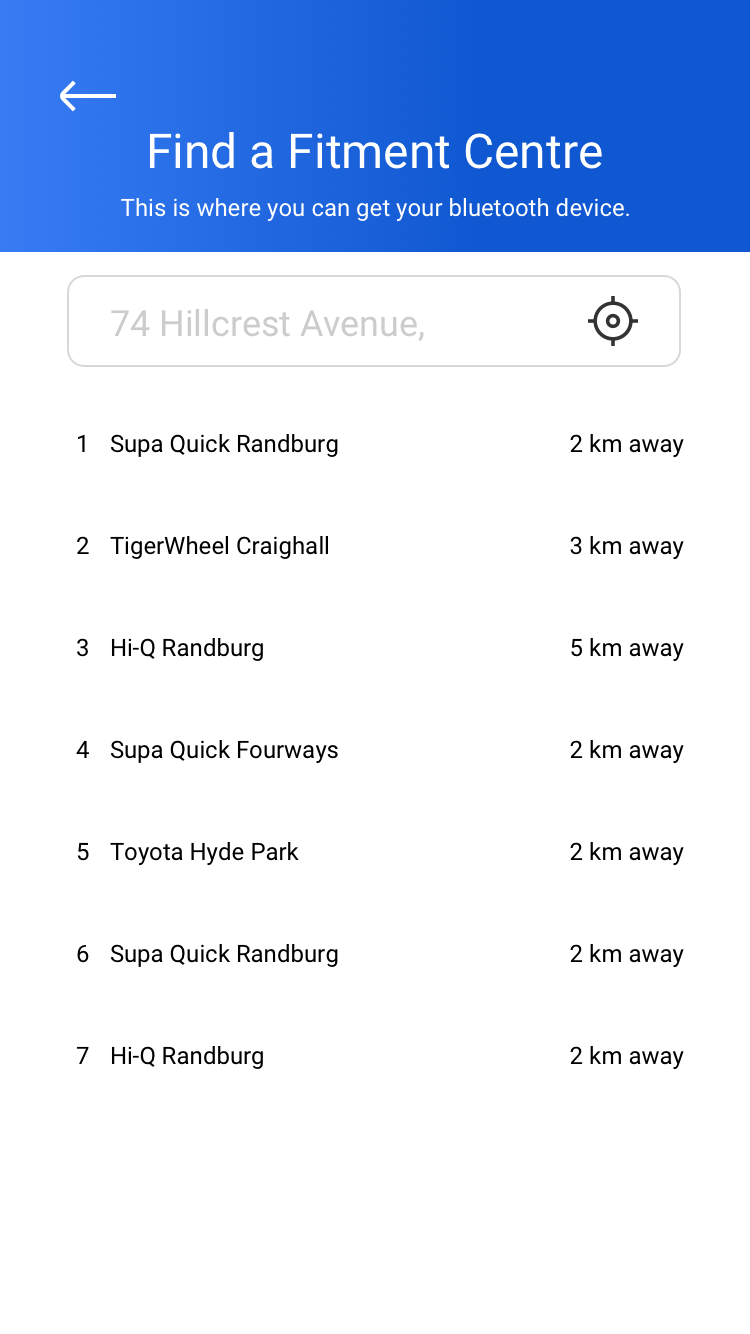 Find a Fitment Centre
This is where you can get your bluetooth device.
74 Hillcrest Avenue,
1 Supa Quick Randburg 2 km away
2 TigerWheel Craighall 3 km away
3 Hi-Q Randburg 5 km away
4 Supa Quick Fourways 2 km away
5 Toyota Hyde Park 2 km away
6 Supa Quick Randburg 2 km away
7 Hi-Q Randburg 2 km away